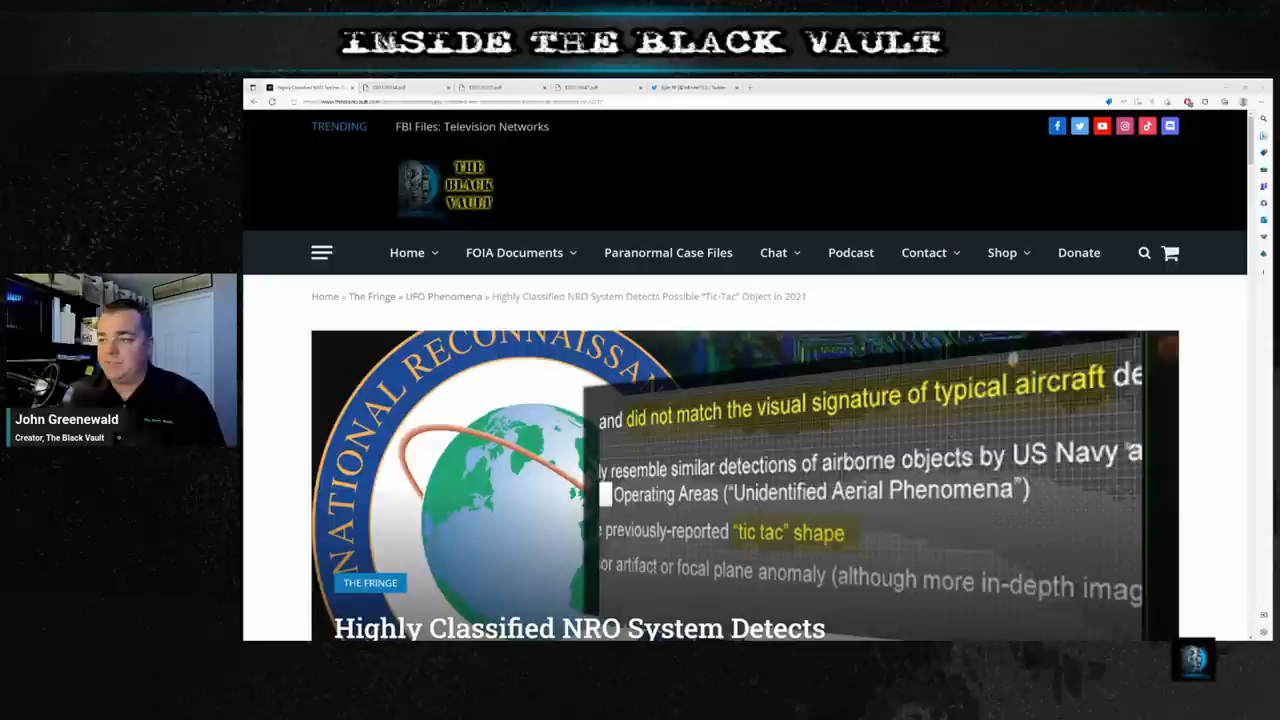 INSIDE THE BLACK VAULT
TRENDING
FBI Files: Television Networks
THE
BLACK
VAULT
Home
FOIA Documents
Paranormal Case Files
Chat
Podcast
Contact
Shop
Donate
Home » The Fringe » UFO Phenomena » Highly Classified NRO System Detects Possible “Tic-Tac” Object in 2021
NATIONAL RECONNAISSA
and did not match the visual signature of typical aircraft de
ly resemble similar detections of airborne objects by US Navy a
Operating Areas (“Unidentified Aerial Phenomena”)
previously-reported “tic tac” shape
or artifact or focal plane anomaly (although more in-depth imag
THE FRINGE
Highly Classified NRO System Detects
John Greenewald
Creator, The Black Vault